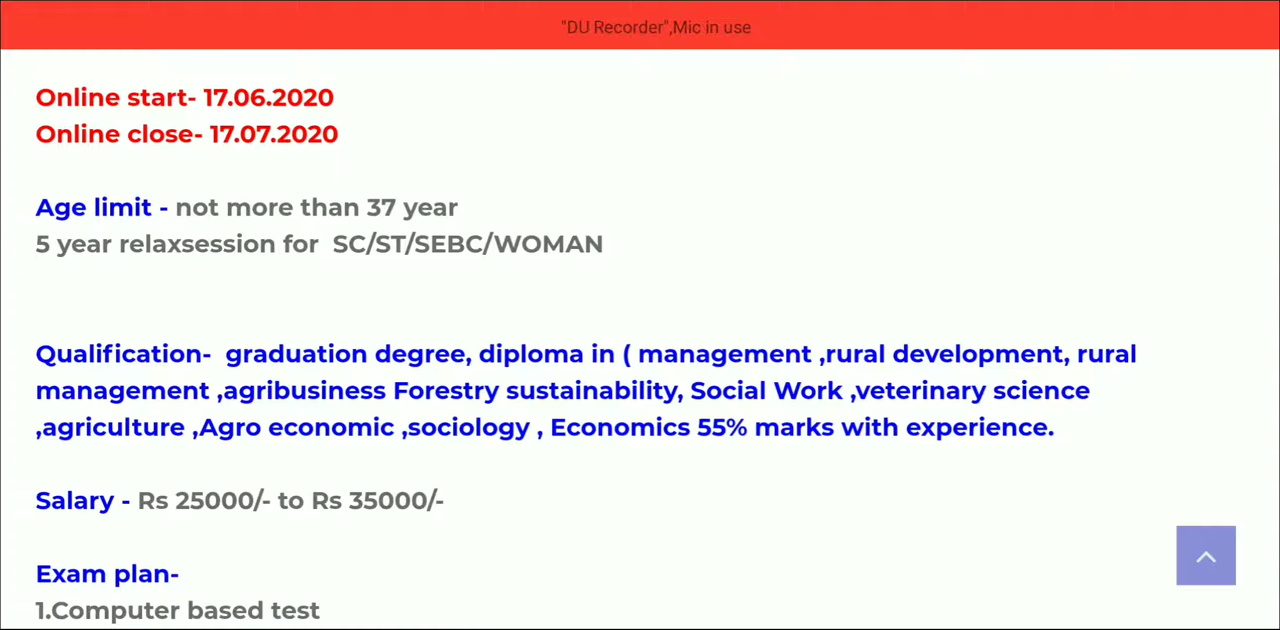 "DU Recorder",Mic in use
Online start- 17.06.2020
Online close- 17.07.2020
Age limit - not more than 37 year
5 year relaxsession for SC/ST/SEBC/WOMAN
Qualification- graduation degree, diploma in ( management ,rural development, rural
management ,agribusiness Forestry sustainability, Social Work ,veterinary science
,agriculture ,Agro economic ,sociology , Economics 55% marks with experience.
Salary - Rs 25000/- to Rs 35000/-
Exam plan-
1.Computer based test